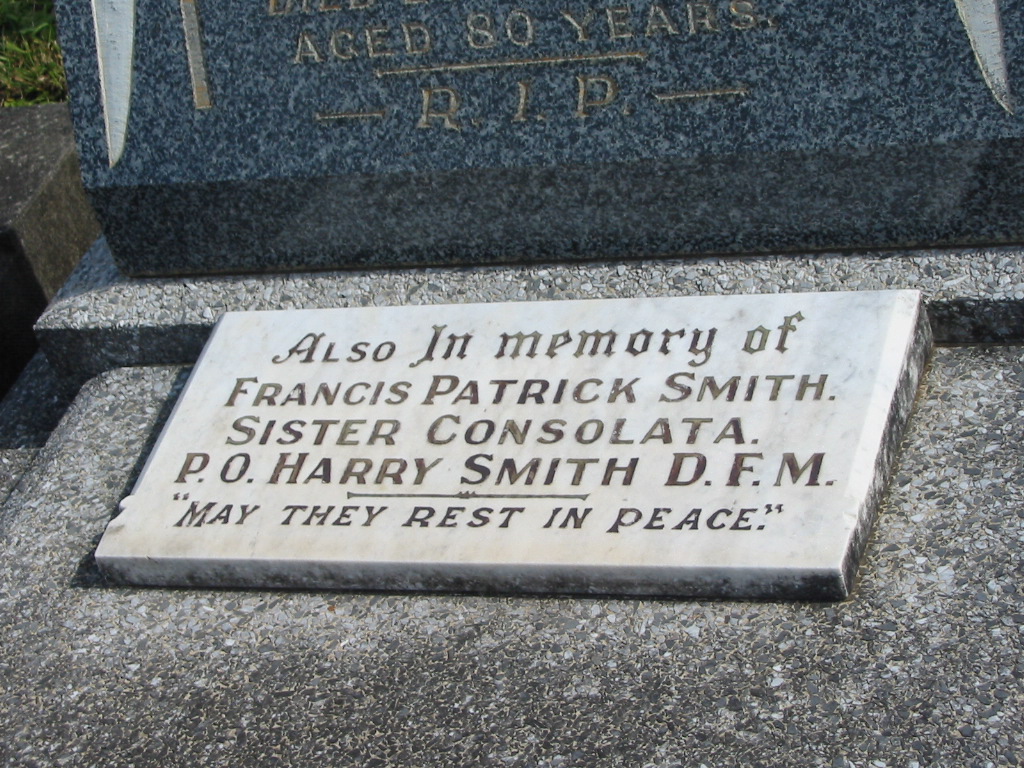 DIED
AGED 80 YEARS.
R. I. P.
ALSO In memory of
FRANCIS PATRICK SMITH.
SISTER CONSOLATA.
P. O. HARRY SMITH D. F. M.
"MAY THEY REST IN PEACE."